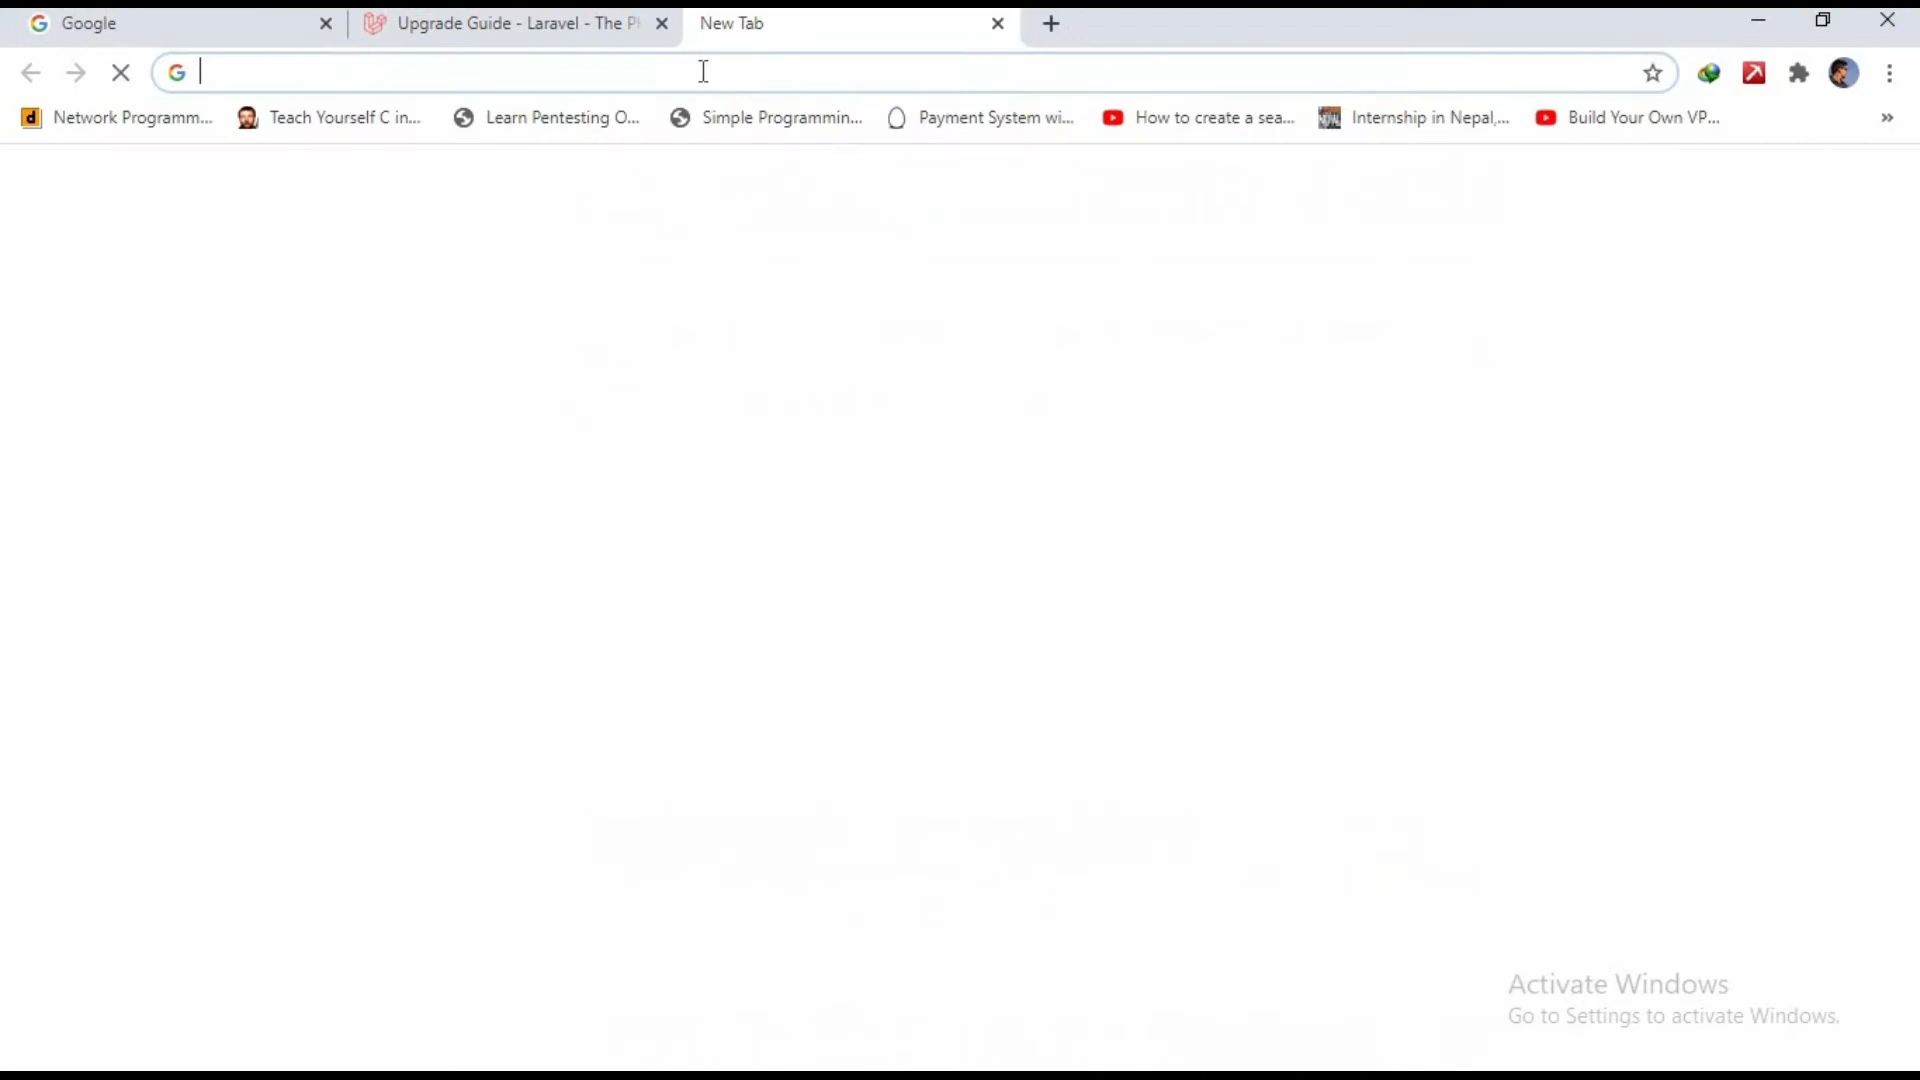 Google
Upgrade Guide - Laravel - The P
New Tab
Network Programm...
Teach Yourself C in...
Learn Pentesting O...
Simple Programmin...
Payment System wi...
How to create a sea...
Internship in Nepal,...
Build Your Own VP...
Activate Windows
Go to Settings to activate Windows.